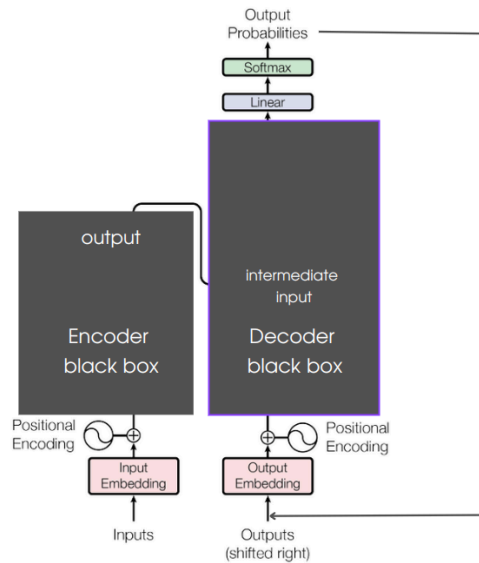 Output
Probabilities
Softmax
Linear
output
intermediate
input
Encoder
black box
Decoder
black box
Positional
Encoding
Positional
Encoding
Input
Embedding
Output
Embedding
Inputs
Outputs
(shifted right)